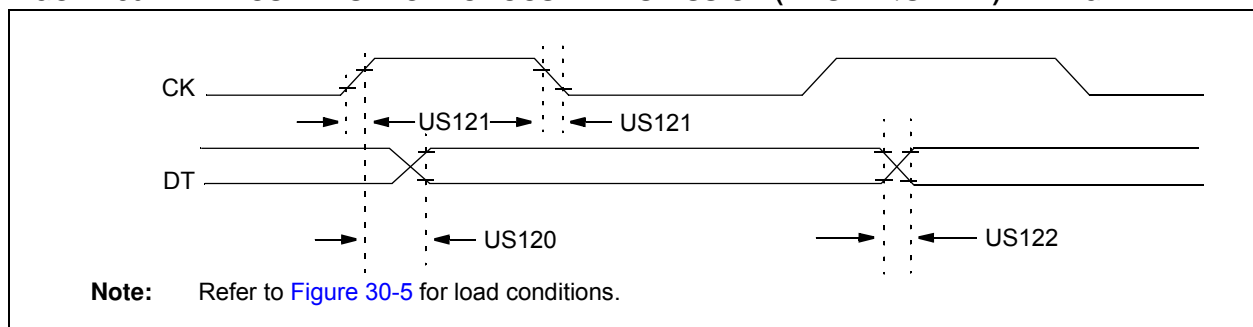 CK
US121
US121
DT
US120
US122
Note: Refer to Figure 30-5 for load conditions.